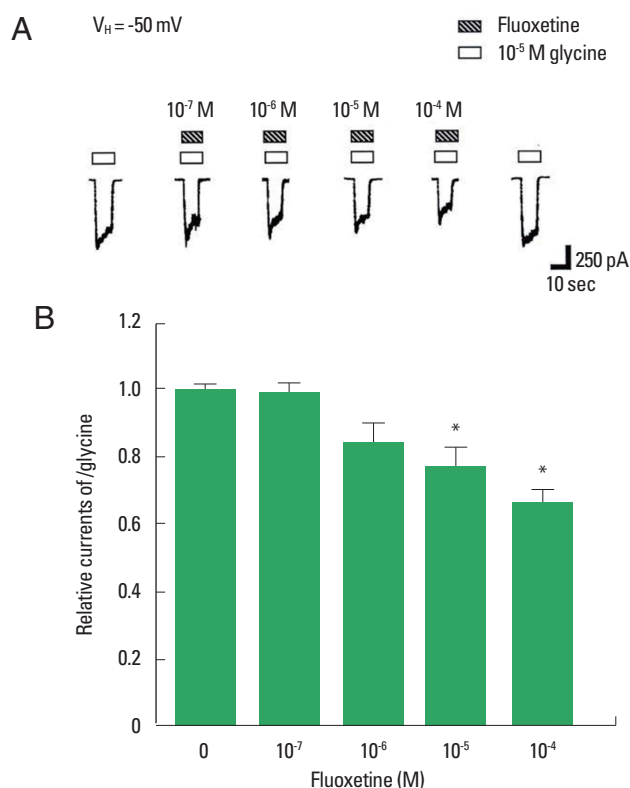 A
V_H = -50 mV
Fluoxetine
10⁻⁵ M glycine
10⁻⁷ M 10⁻⁶ M 10⁻⁵ M 10⁻⁴ M
250 pA
10 sec
B
1.2
1.0
0.8
0.6
0.4
0.2
0
Relative currents of /glycine
* *
0 10⁻⁷ 10⁻⁶ 10⁻⁵ 10⁻⁴
Fluoxetine (M)